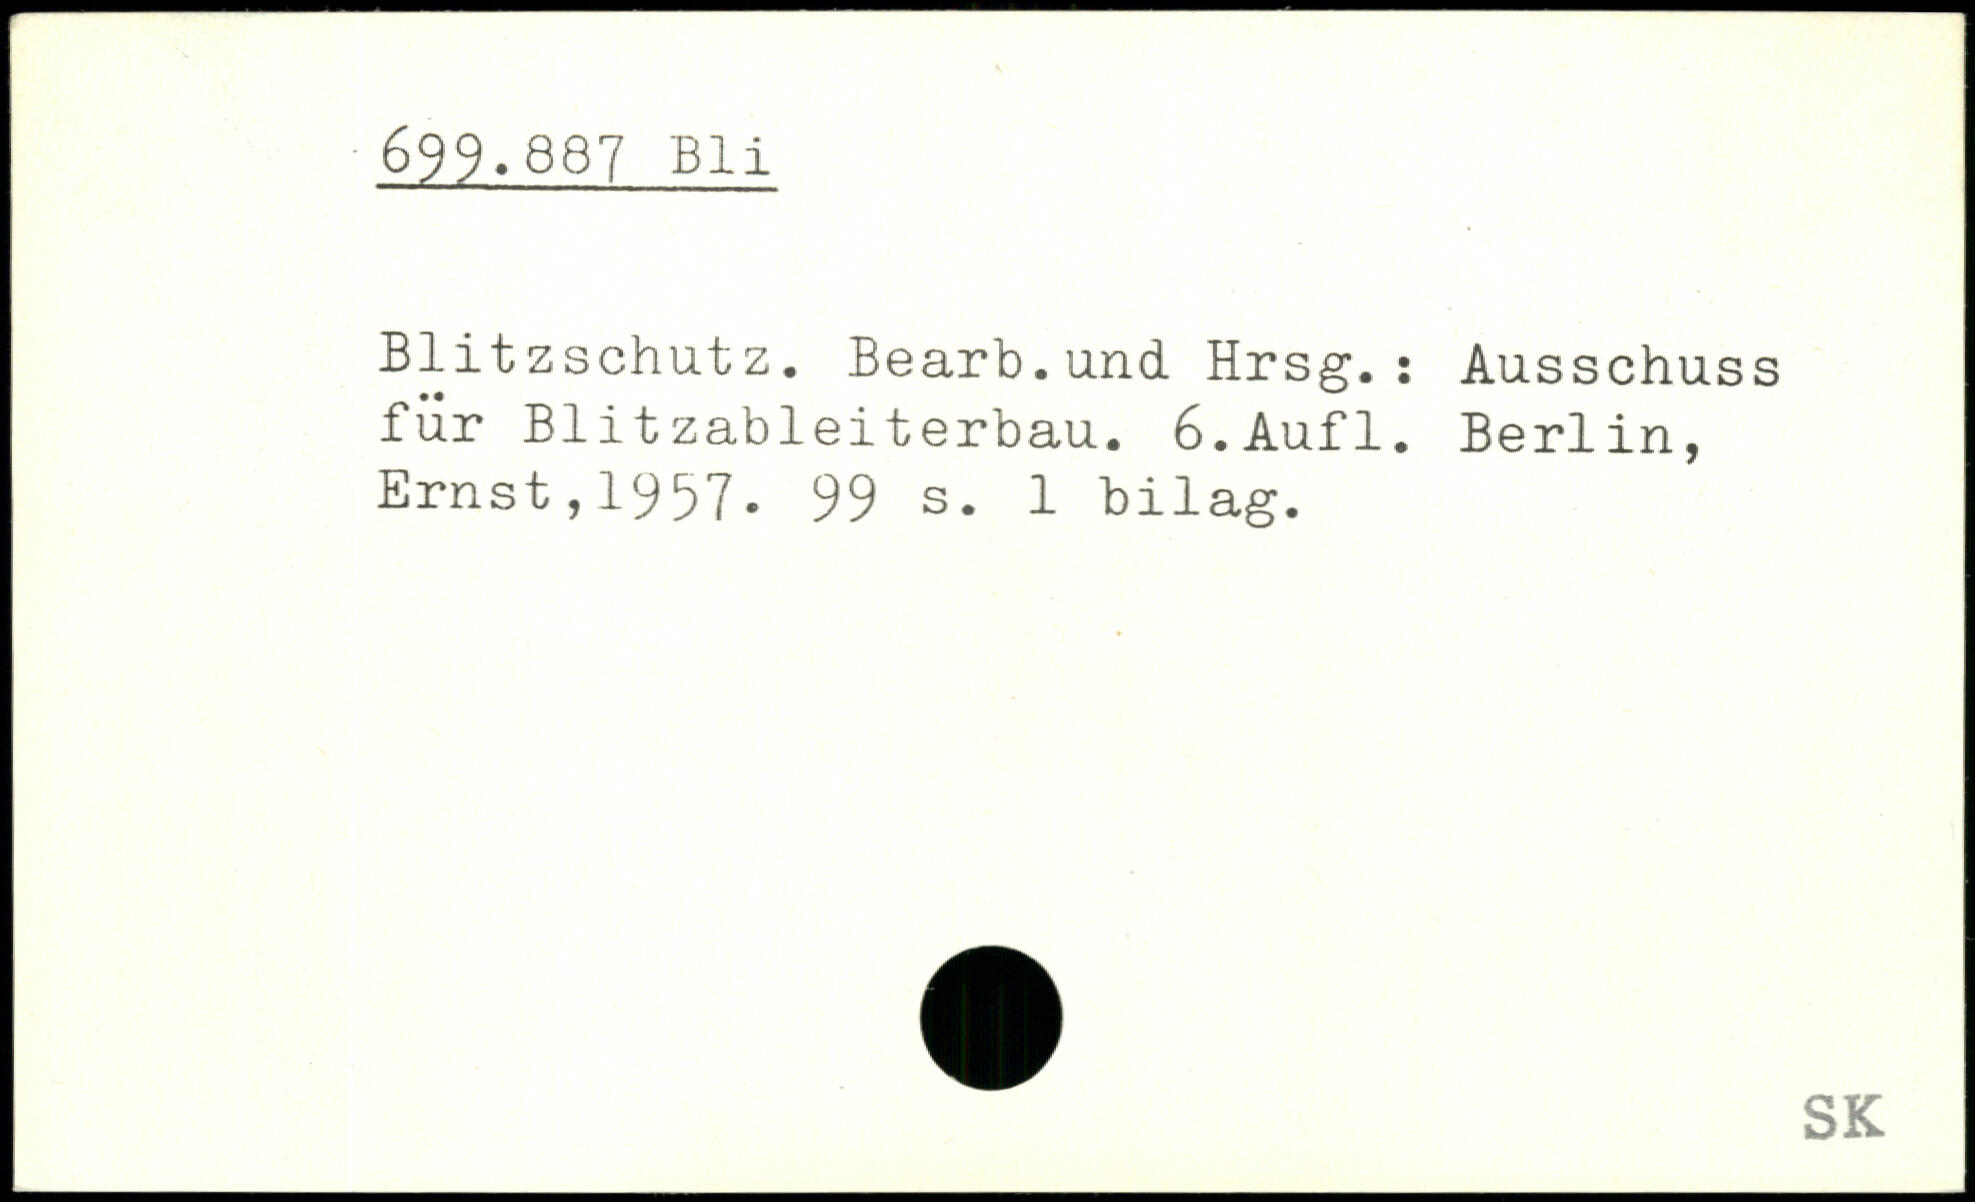 699.887 Bli
Blitzschutz. Bearb.und Hrsg.: Ausschuss
für Blitzableiterbau. 6.Aufl. Berlin,
Ernst,1957. 99 s. 1 bilag.
SK